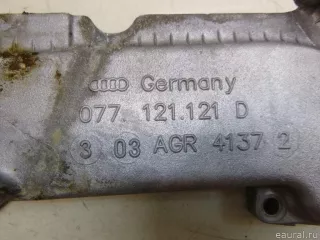 Germany
077. 121.121 D
3 03 AGR 4137 2
eaural.ru